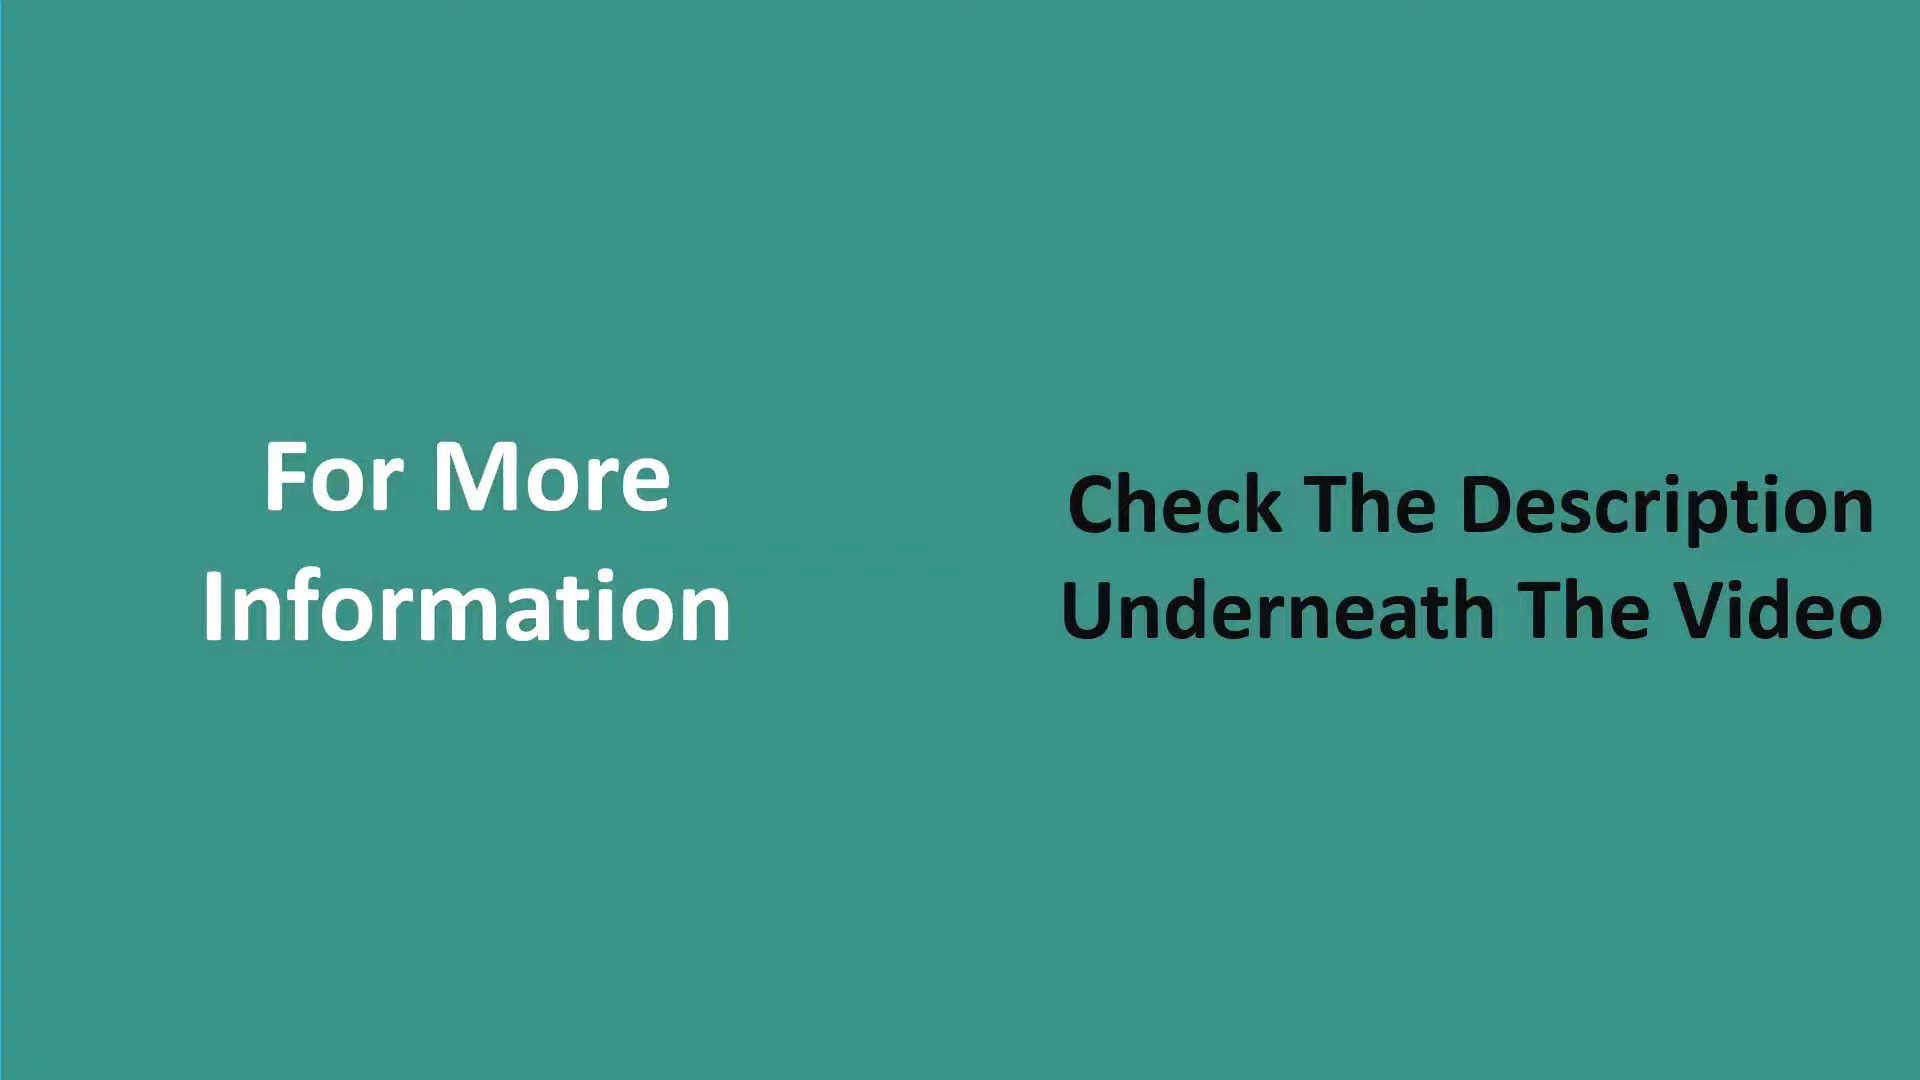 For More
Information
Check The Description
Underneath The Video